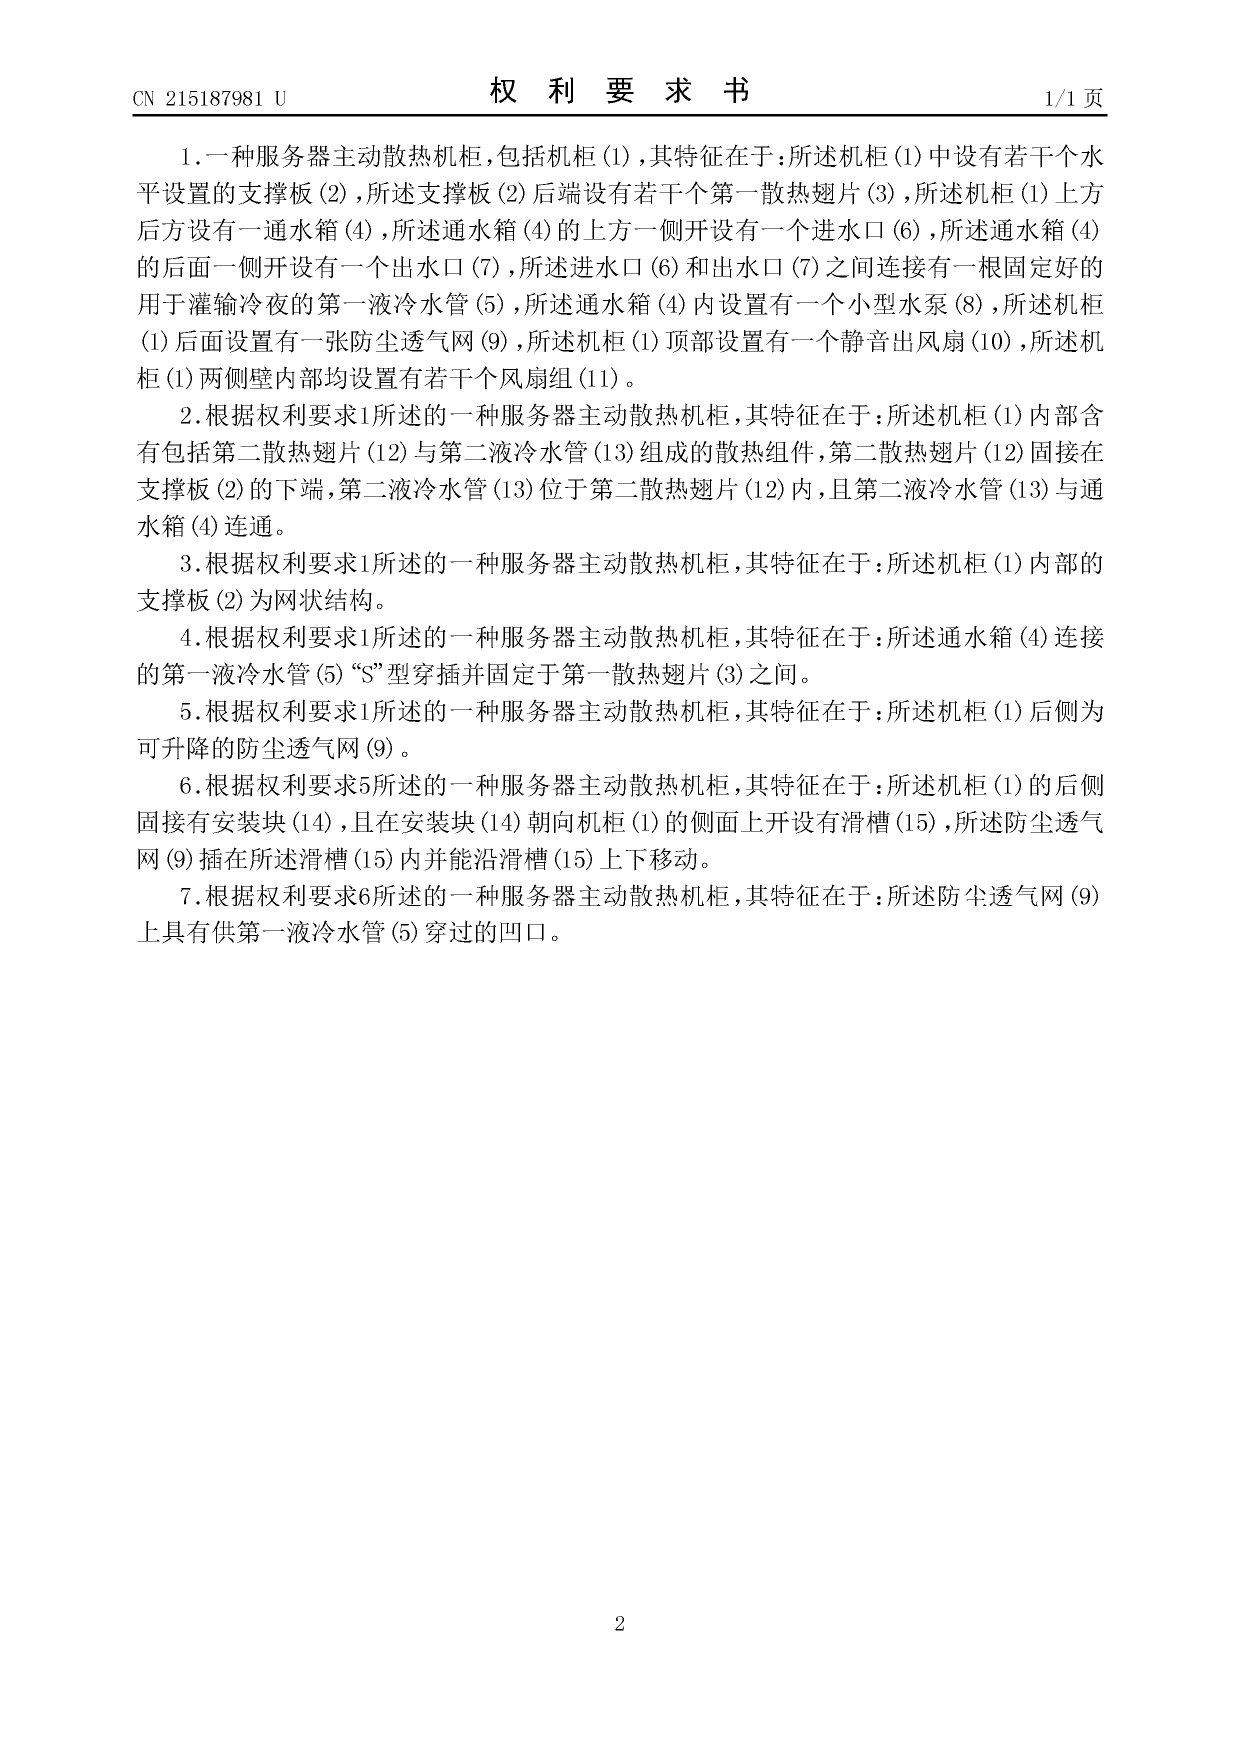 CN 215187981 U 权利要求书 1/1 页
1.一种服务器主动散热机柜,包括机柜(1),其特征在于:所述机柜(1)中设有若干个水
平设置的支撑板(2),所述支撑板(2)后端设有若干个第一散热翅片(3),所述机柜(1)上方
后方设有一通水箱(4),所述通水箱(4)的上方一侧开设有一个进水口(6),所述通水箱(4)
的后面一侧开设有一个出水口(7),所述进水口(6)和出水口(7)之间连接有一根固定好的
用于灌输冷夜的第一液冷水管(5),所述通水箱(4)内设置有一个小型水泵(8),所述机柜
(1)后面设置有一张防尘透气网(9),所述机柜(1)顶部设置有一个静音出风扇(10),所述机
柜(1)两侧壁内部均设置有若干个风扇组(11)。
2.根据权利要求1所述的一种服务器主动散热机柜,其特征在于:所述机柜(1)内部含
有包括第二散热翅片(12)与第二液冷水管(13)组成的散热组件,第二散热翅片(12)固接在
支撑板(2)的下端,第二液冷水管(13)位于第二散热翅片(12)内,且第二液冷水管(13)与通
水箱(4)连通。
3.根据权利要求1所述的一种服务器主动散热机柜,其特征在于:所述机柜(1)内部的
支撑板(2)为网状结构。
4.根据权利要求1所述的一种服务器主动散热机柜,其特征在于:所述通水箱(4)连接
的第一液冷水管(5)“S”型穿插并固定于第一散热翅片(3)之间。
5.根据权利要求1所述的一种服务器主动散热机柜,其特征在于:所述机柜(1)后侧为
可升降的防尘透气网(9)。
6.根据权利要求5所述的一种服务器主动散热机柜,其特征在于:所述机柜(1)的后侧
固接有安装块(14),且在安装块(14)朝向机柜(1)的侧面上开设有滑槽(15),所述防尘透气
网(9)插在所述滑槽(15)内并能沿滑槽(15)上下移动。
7.根据权利要求6所述的一种服务器主动散热机柜,其特征在于:所述防尘透气网(9)
上具有供第一液冷水管(5)穿过的凹口。
2